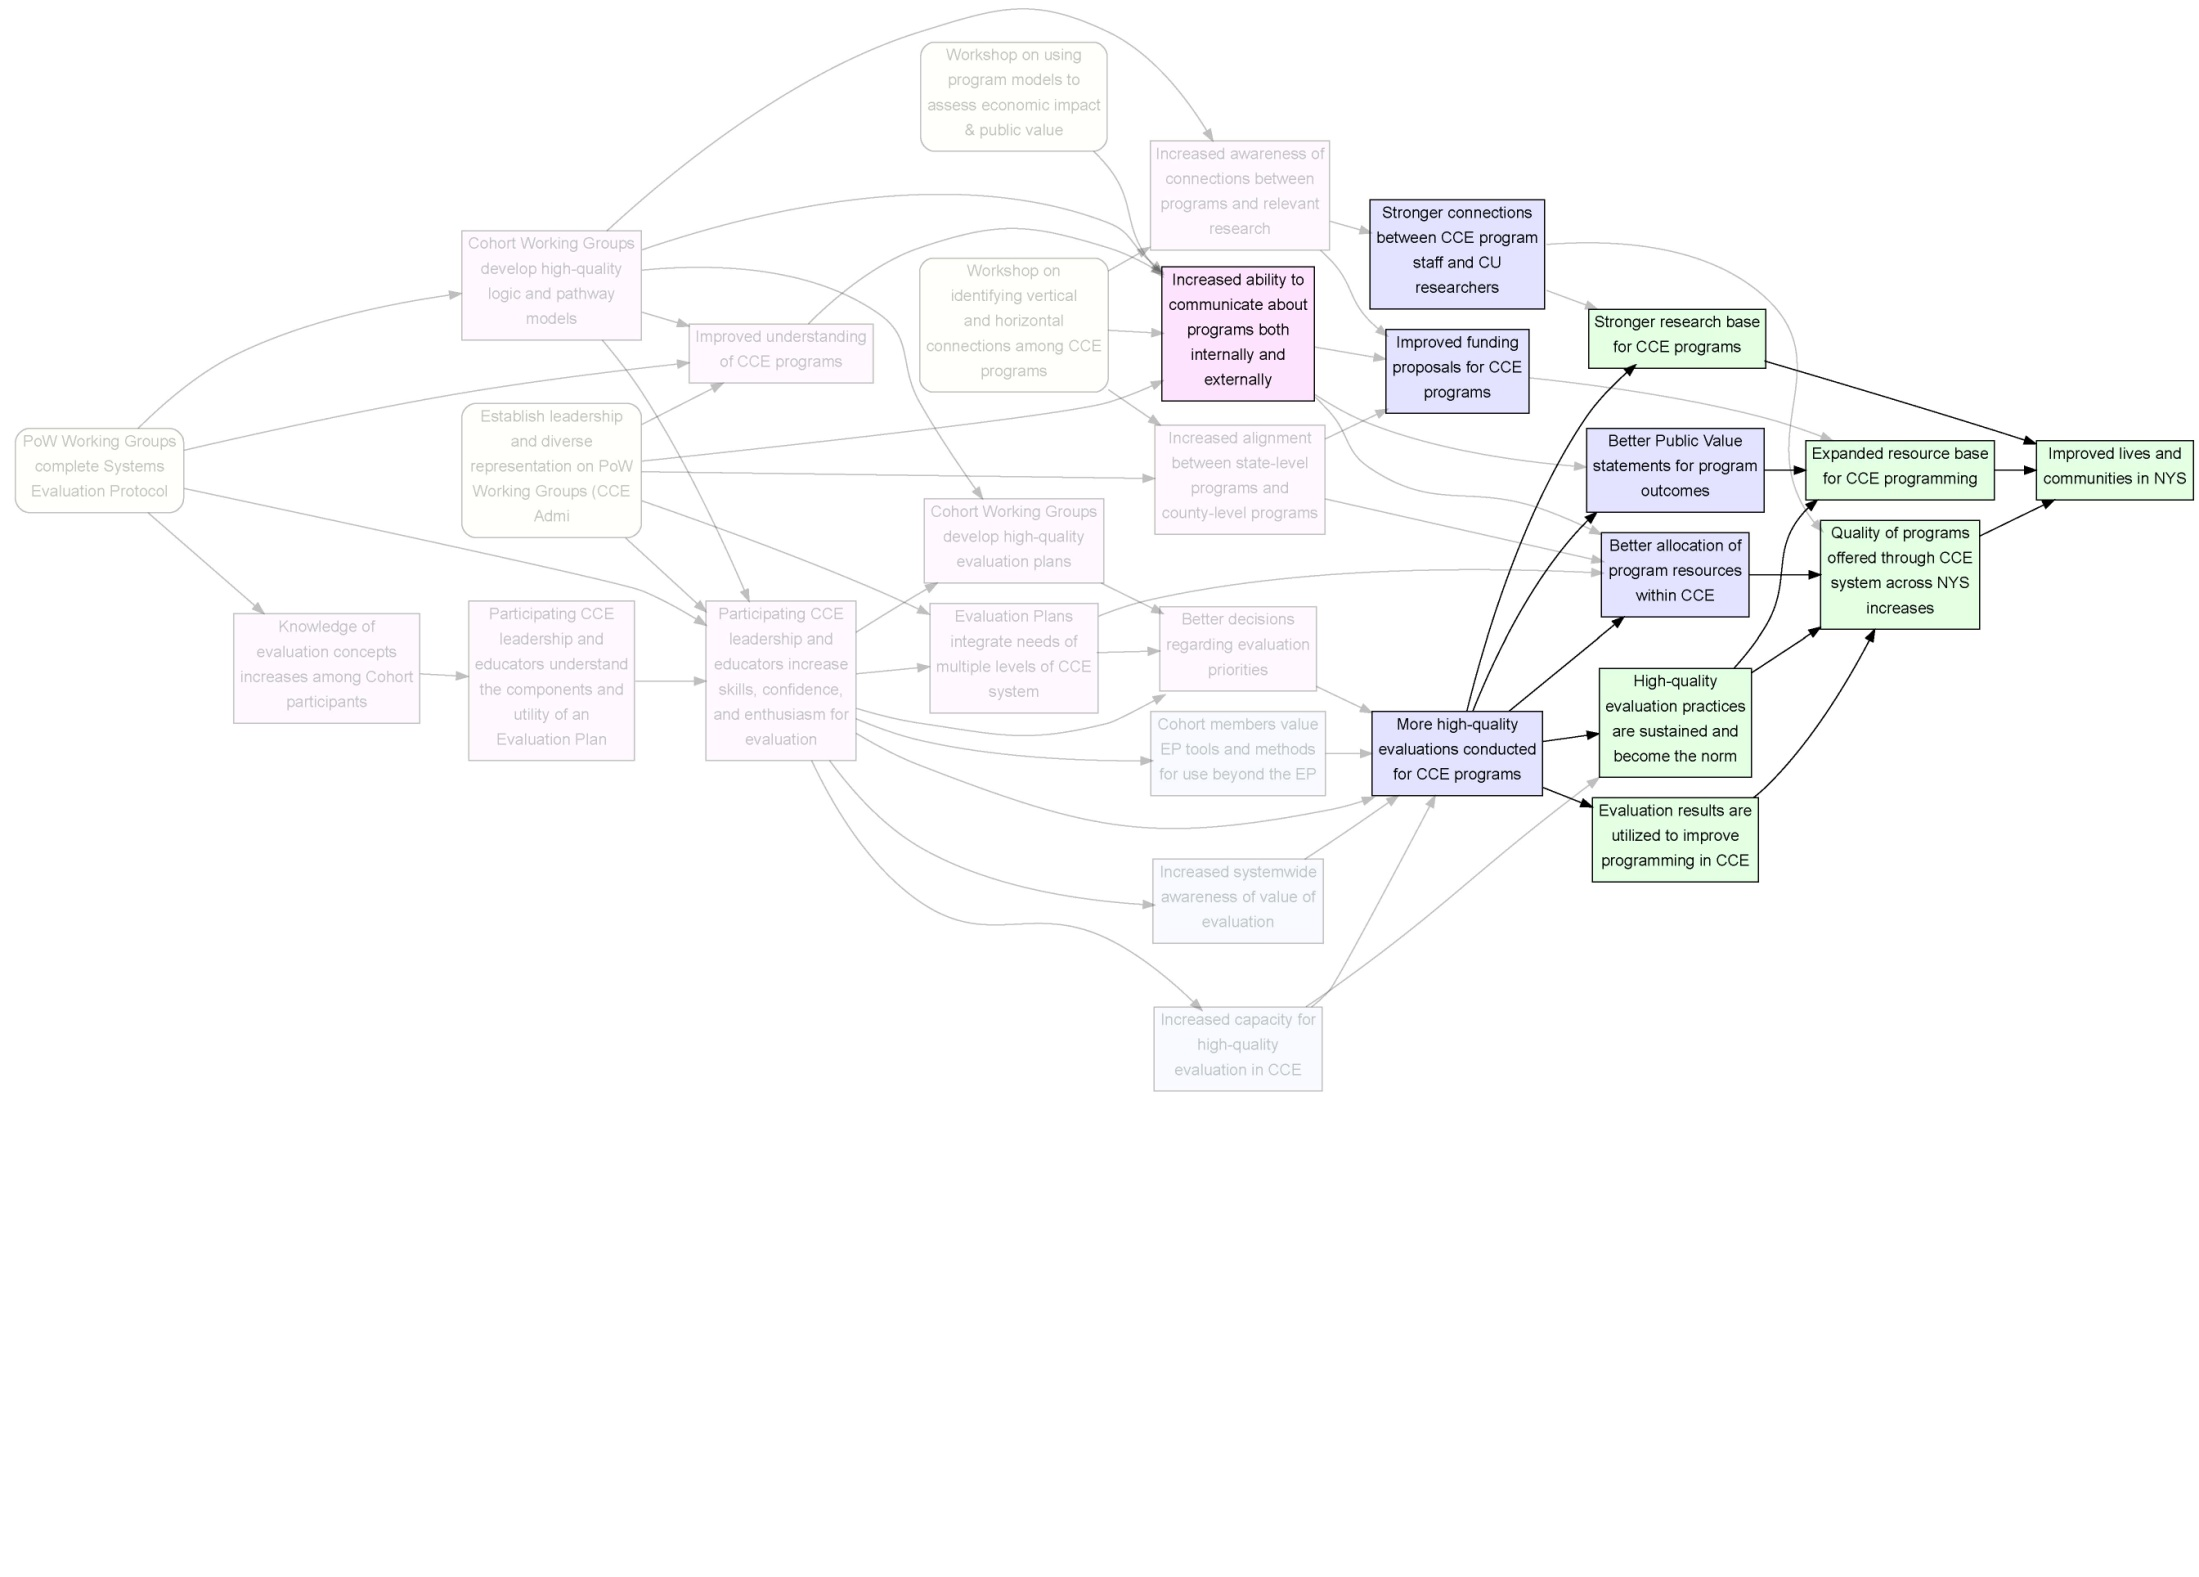 Workshop on using
program models to
assess economic impact
& public value
Increased awareness of
connections between
programs and relevant
research
Stronger connections
between CCE program
staff and CU
researchers
Cohort Working Groups
develop high-quality
logic and pathway
models
Workshop on
identifying vertical
and horizontal
connections among CCE
programs
Increased ability to
communicate about
programs both
internally and
externally
Stronger research base
for CCE programs
Improved understanding
of CCE programs
Improved funding
proposals for CCE
programs
Establish leadership
and diverse
representation on PoW
Working Groups (CCE
Admi
PoW Working Groups
complete Systems
Evaluation Protocol
Increased alignment
between state-level
programs and
county-level programs
Better Public Value
statements for program
outcomes
Expanded resource base
for CCE programming
Improved lives and
communities in NYS
Cohort Working Groups
develop high-quality
evaluation plans
Better allocation of
program resources
within CCE
Quality of programs
offered through CCE
system across NYS
increases
Knowledge of
evaluation concepts
increases among Cohort
participants
Participating CCE
leadership and
educators understand
the components and
utility of an
Evaluation Plan
Participating CCE
leadership and
educators increase
skills, confidence,
and enthusiasm for
evaluation
Evaluation Plans
integrate needs of
multiple levels of CCE
system
Better decisions
regarding evaluation
priorities
High-quality
evaluation practices
are sustained and
become the norm
Cohort members value
EP tools and methods
for use beyond the EP
More high-quality
evaluations conducted
for CCE programs
Evaluation results are
utilized to improve
programming in CCE
Increased systemwide
awareness of value of
evaluation
Increased capacity for
high-quality
evaluation in CCE